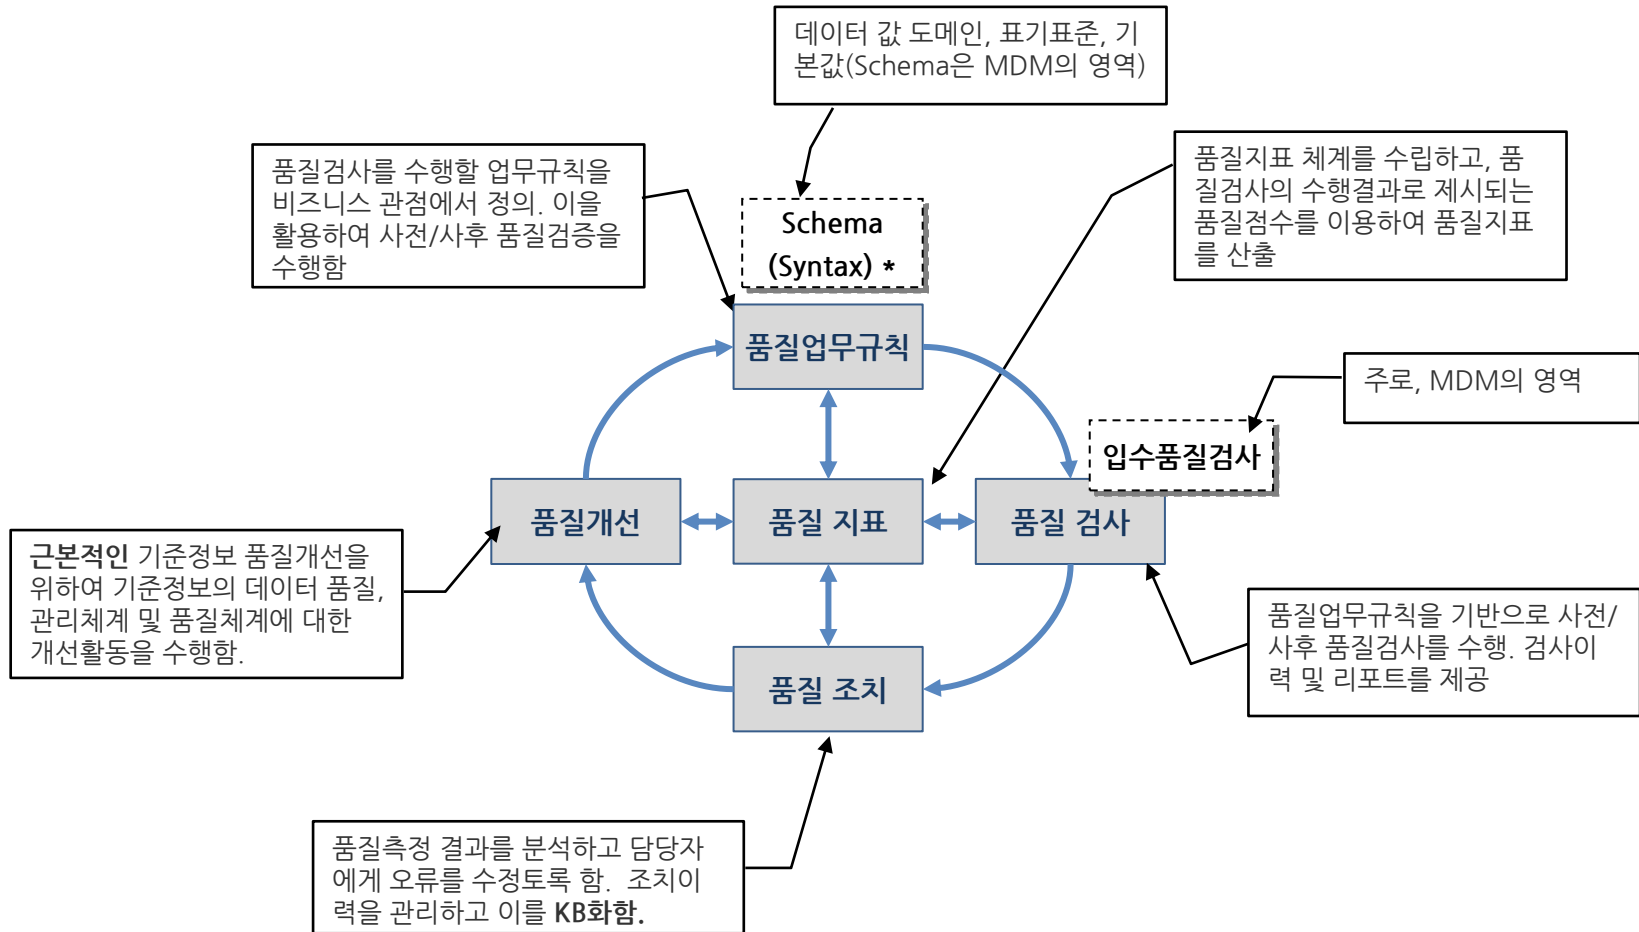 데이터 값 도메인, 표기표준, 기
본값(Schema은 MDM의 영역)
품질검사를 수행할 업무규칙을
비즈니스 관점에서 정의. 이을
활용하여 사전/사후 품질검증을
수행함
품질지표 체계를 수립하고, 품
질검사의 수행결과로 제시되는
품질점수를 이용하여 품질지표
를 산출
Schema
(Syntax) *
품질업무규칙
주로, MDM의 영역
입수품질검사
품질개선
품질 지표
품질 검사
근본적인 기준정보 품질개선을
위하여 기준정보의 데이터 품질,
관리체계 및 품질체계에 대한
개선활동을 수행함.
품질업무규칙을 기반으로 사전/
사후 품질검사를 수행. 검사이
력 및 리포트를 제공
품질 조치
품질측정 결과를 분석하고 담당자
에게 오류를 수정토록 함. 조치이
력을 관리하고 이를 KB화함.